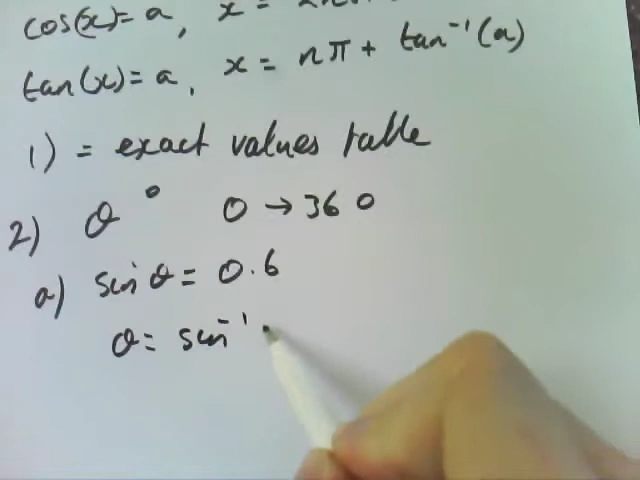 cos(x) = a, x =
tan(x) = a, x = nπ + tan⁻¹(a)
1) = exact values table
2) θ° 0 → 360
a) sin θ = 0.6
θ = sin⁻¹